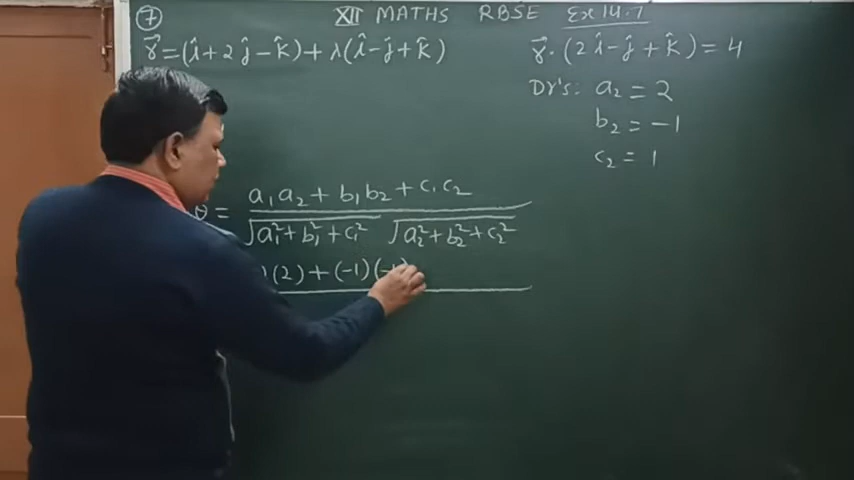 ⑦ XII MATHS RBSE Ex 14.7
r⃗ = (î + 2ĵ − k̂) + λ(î − ĵ + k̂)
r⃗ · (2î − ĵ + k̂) = 4
Dr's: a₂ = 2
b₂ = −1
c₂ = 1
θ = a₁a₂ + b₁b₂ + c₁c₂
√a₁² + b₁² + c₁² √a₂² + b₂² + c₂²
) (2) + (−1)(−1)